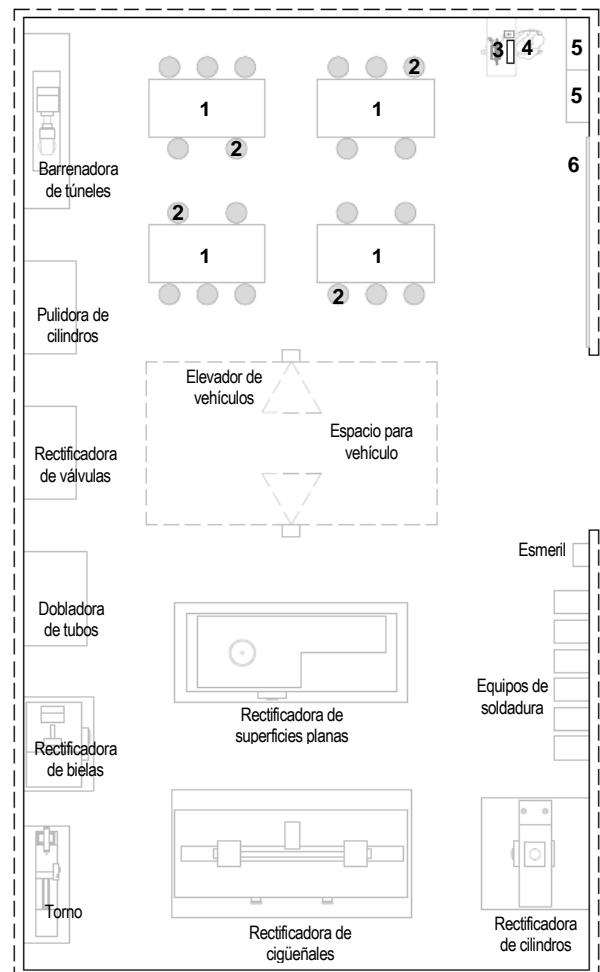 3
4
5
5
6
1
2
2
1
2
1
1
2
Barrenadora
de túneles
Pulidora de
cilindros
Elevador de
vehículos
Espacio para
vehículo
Rectificadora
de válvulas
Esmeril
Dobladora
de tubos
Equipos de
soldadura
Rectificadora de
superficies planas
Rectificadora
de bielas
Torno
Rectificadora de
cigüeñales
Rectificadora
de cilindros